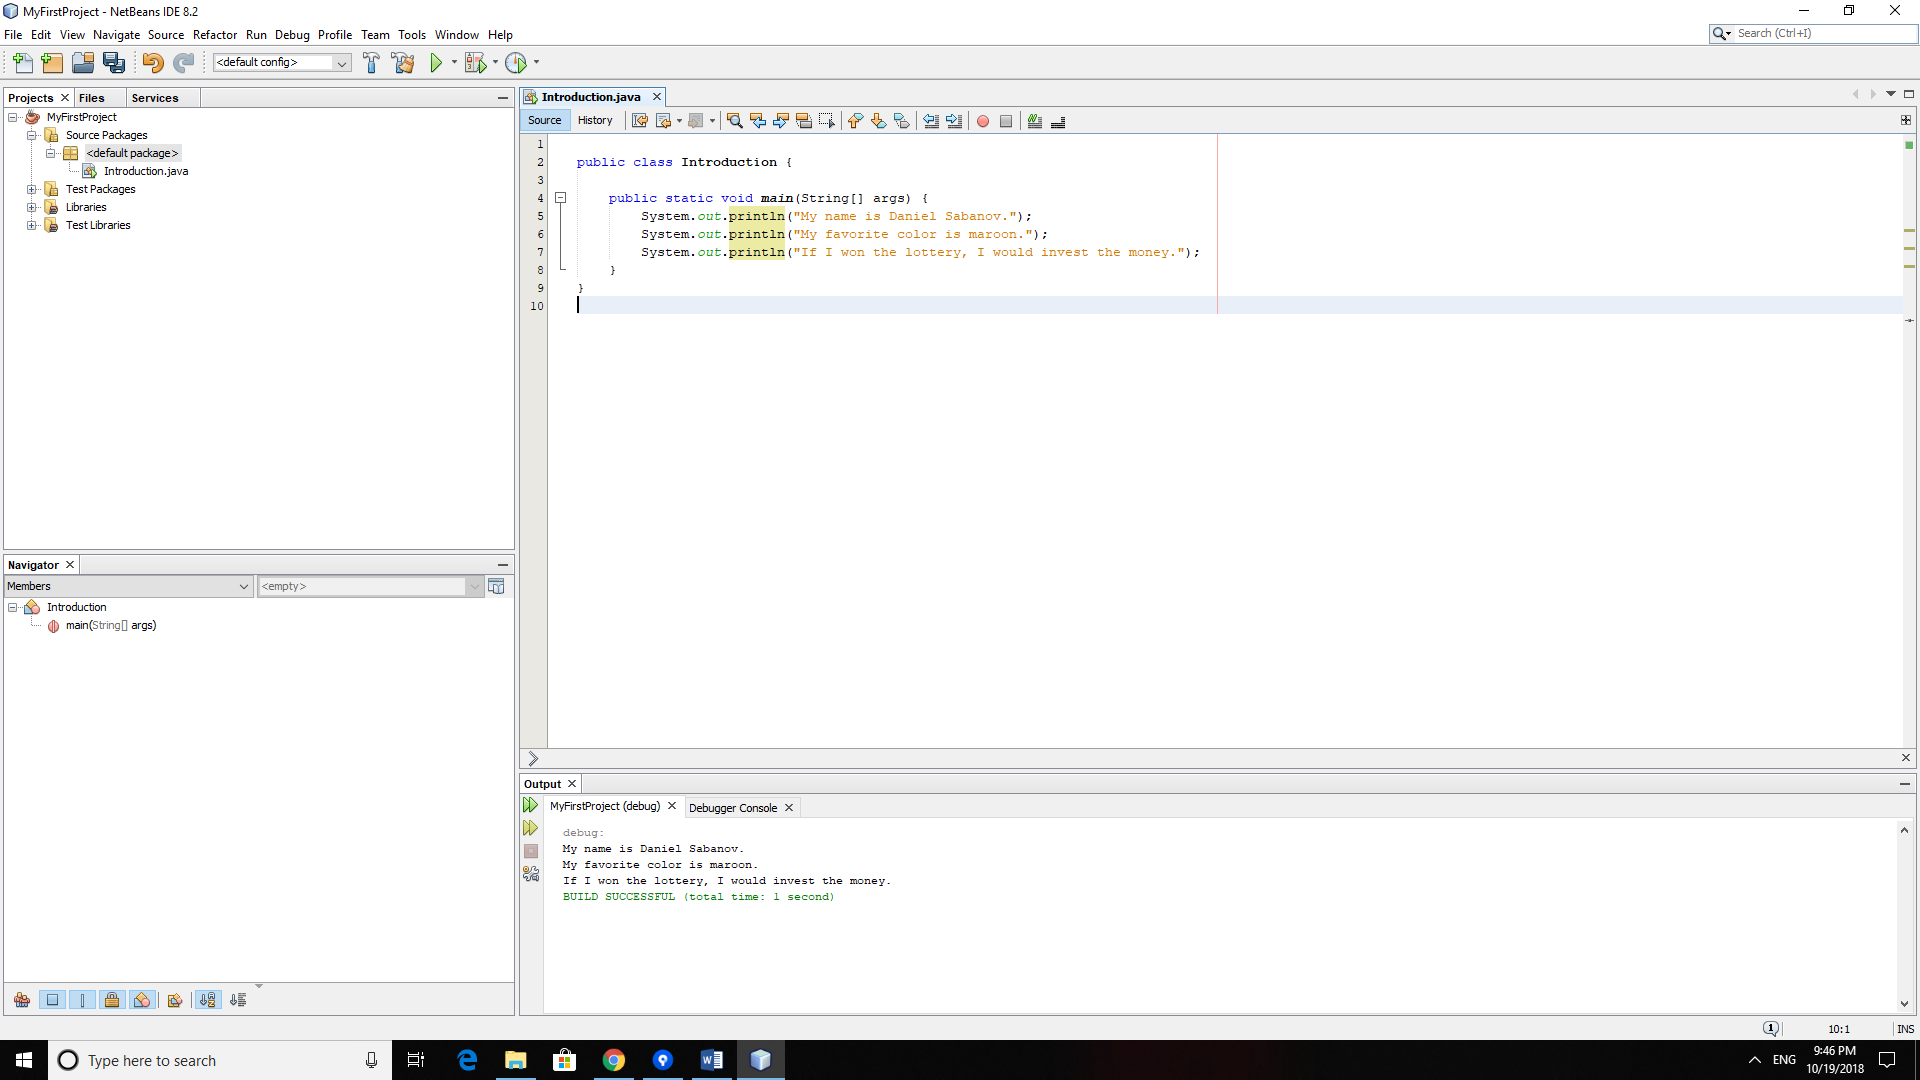 MyFirstProject - NetBeans IDE 8.2
File Edit View Navigate Source Refactor Run Debug Profile Team Tools Window Help
Search (Ctrl+I)
<default config>
Projects Files Services
MyFirstProject
Source Packages
<default package>
Introduction.java
Test Packages
Libraries
Test Libraries
Navigator
Members <empty>
Introduction
main(String[] args)
Introduction.java
Source History
1
2 public class Introduction {
3
4 public static void main(String[] args) {
5 System.out.println("My name is Daniel Sabanov.");
6 System.out.println("My favorite color is maroon.");
7 System.out.println("If I won the lottery, I would invest the money.");
8 }
9 }
10
Output
MyFirstProject (debug) Debugger Console
debug:
My name is Daniel Sabanov.
My favorite color is maroon.
If I won the lottery, I would invest the money.
BUILD SUCCESSFUL (total time: 1 second)
1 10:1 INS
Type here to search
ENG
9:46 PM
10/19/2018